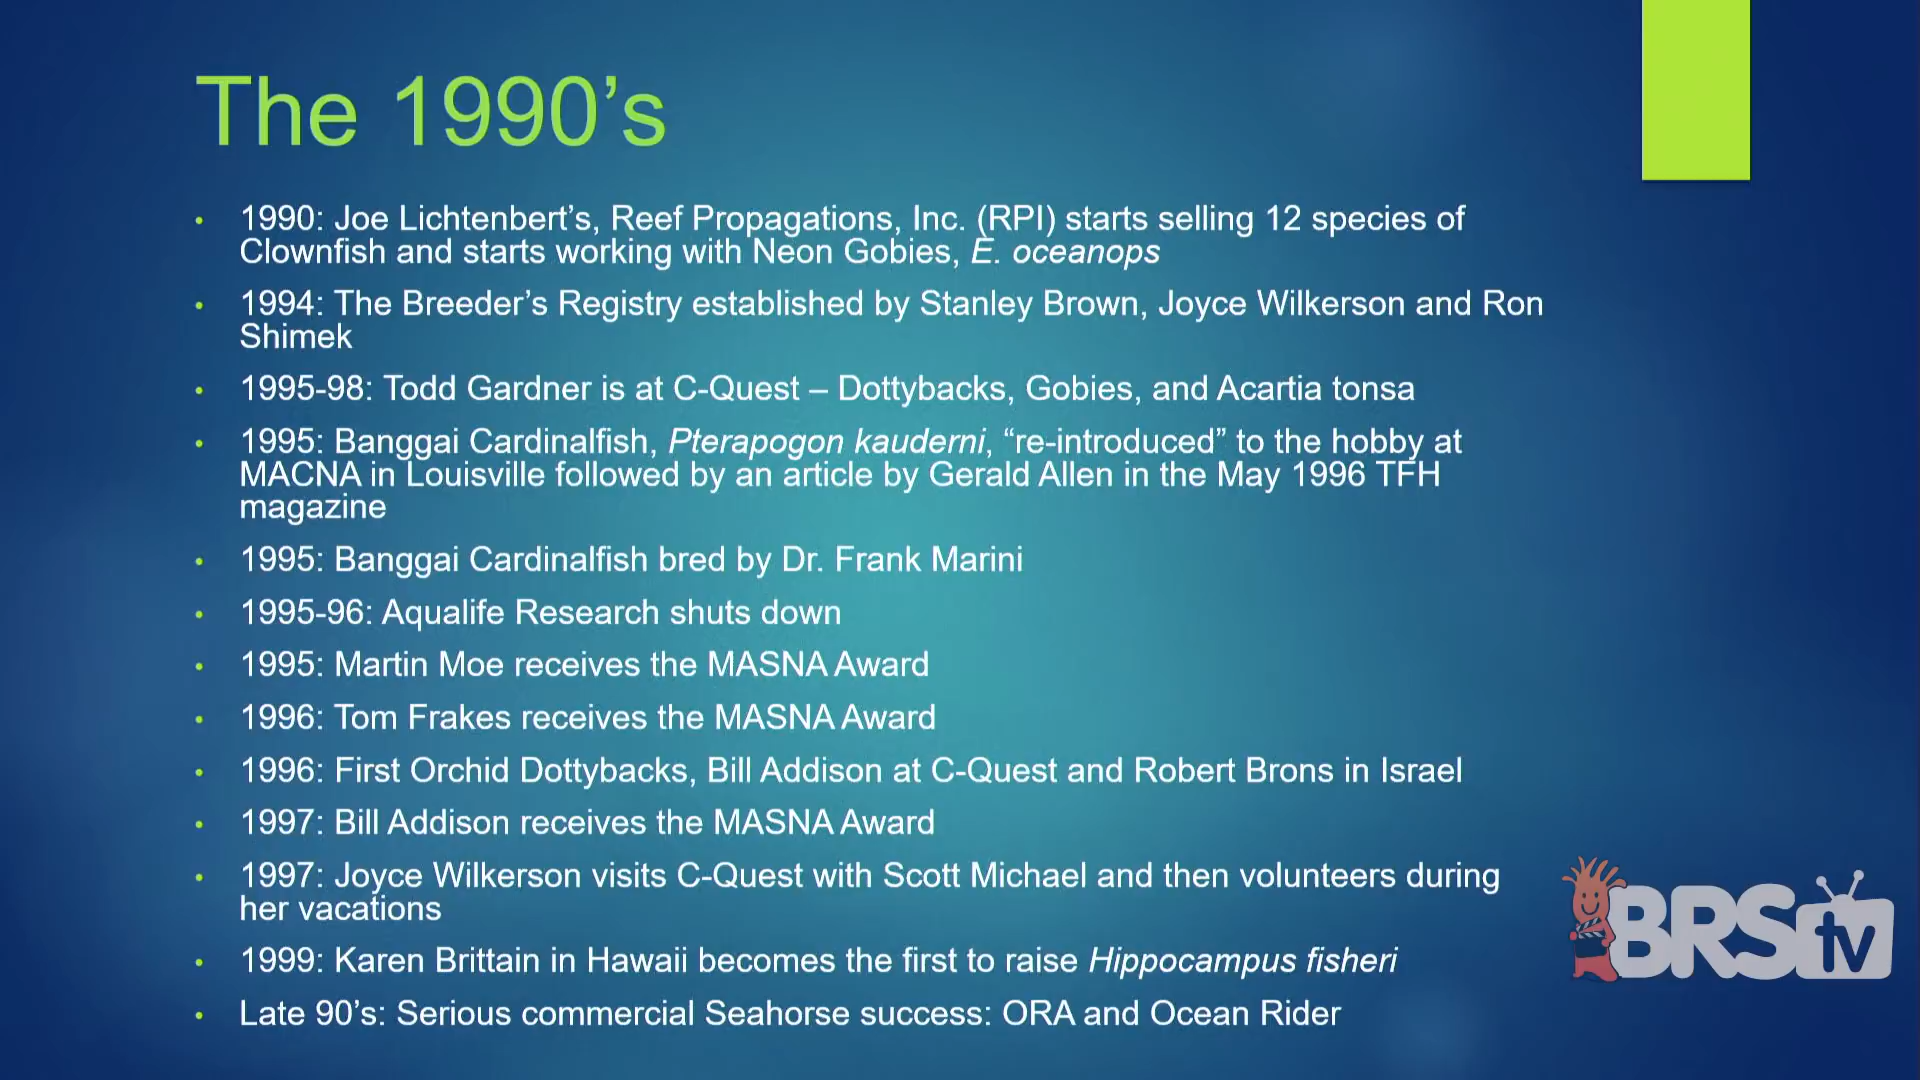 The 1990’s
• 1990: Joe Lichtenbert’s, Reef Propagations, Inc. (RPI) starts selling 12 species of
Clownfish and starts working with Neon Gobies, E. oceanops
• 1994: The Breeder’s Registry established by Stanley Brown, Joyce Wilkerson and Ron
Shimek
• 1995-98: Todd Gardner is at C-Quest – Dottybacks, Gobies, and Acartia tonsa
• 1995: Banggai Cardinalfish, Pterapogon kauderni, “re-introduced” to the hobby at
MACNA in Louisville followed by an article by Gerald Allen in the May 1996 TFH
magazine
• 1995: Banggai Cardinalfish bred by Dr. Frank Marini
• 1995-96: Aqualife Research shuts down
• 1995: Martin Moe receives the MASNA Award
• 1996: Tom Frakes receives the MASNA Award
• 1996: First Orchid Dottybacks, Bill Addison at C-Quest and Robert Brons in Israel
• 1997: Bill Addison receives the MASNA Award
• 1997: Joyce Wilkerson visits C-Quest with Scott Michael and then volunteers during
her vacations
• 1999: Karen Brittain in Hawaii becomes the first to raise Hippocampus fisheri
• Late 90’s: Serious commercial Seahorse success: ORA and Ocean Rider
BRStv